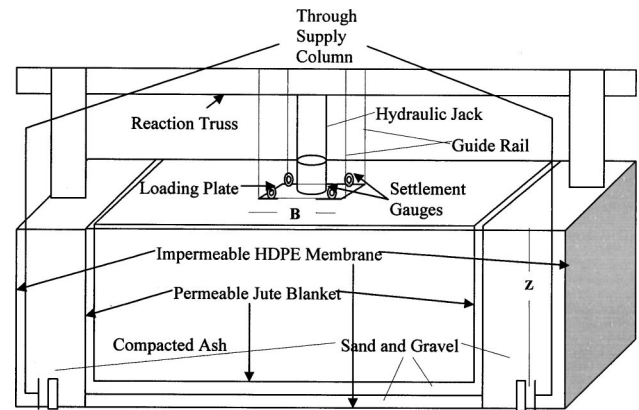 Through
Supply
Column
Hydraulic Jack
Reaction Truss
Guide Rail
Loading Plate
Settlement
Gauges
B
Impermeable HDPE Membrane
Z
Permeable Jute Blanket
Compacted Ash
Sand and Gravel